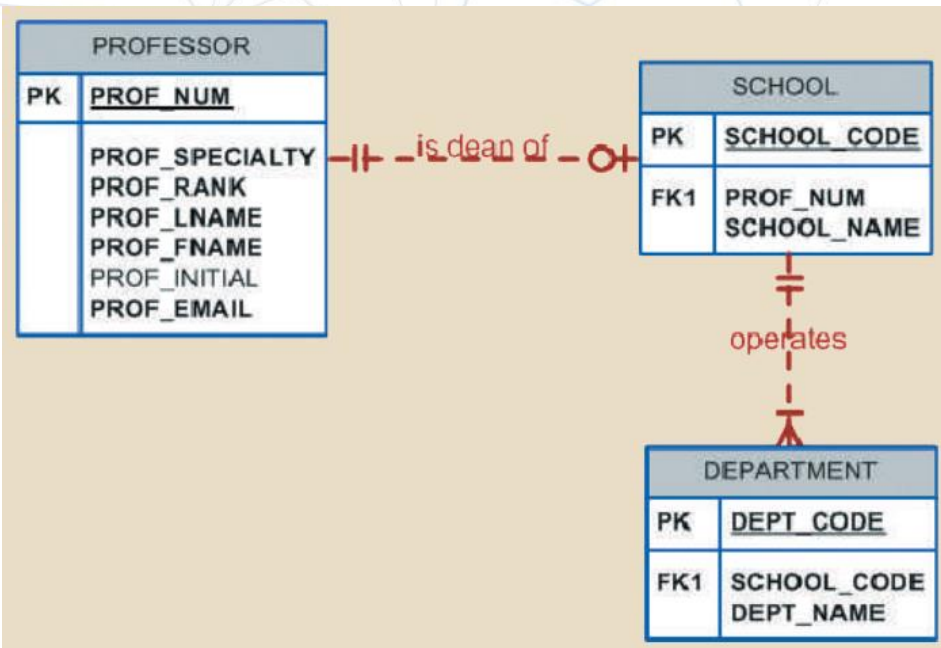 PROFESSOR
PK PROF_NUM
PROF_SPECIALTY
PROF_RANK
PROF_LNAME
PROF_FNAME
PROF_INITIAL
PROF_EMAIL
is dean of
SCHOOL
PK SCHOOL_CODE
FK1 PROF_NUM
SCHOOL_NAME
operates
DEPARTMENT
PK DEPT_CODE
FK1 SCHOOL_CODE
DEPT_NAME